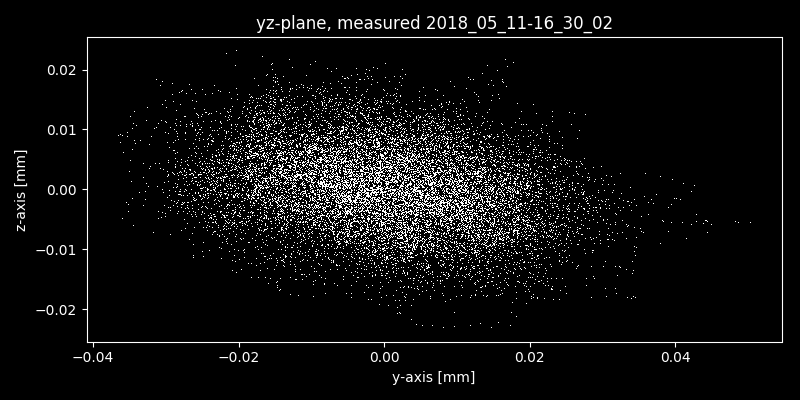 yz-plane, measured 2018_05_11-16_30_02
0.02
0.01
0.00
−0.01
−0.02
z-axis [mm]
−0.04 −0.02 0.00 0.02 0.04
y-axis [mm]